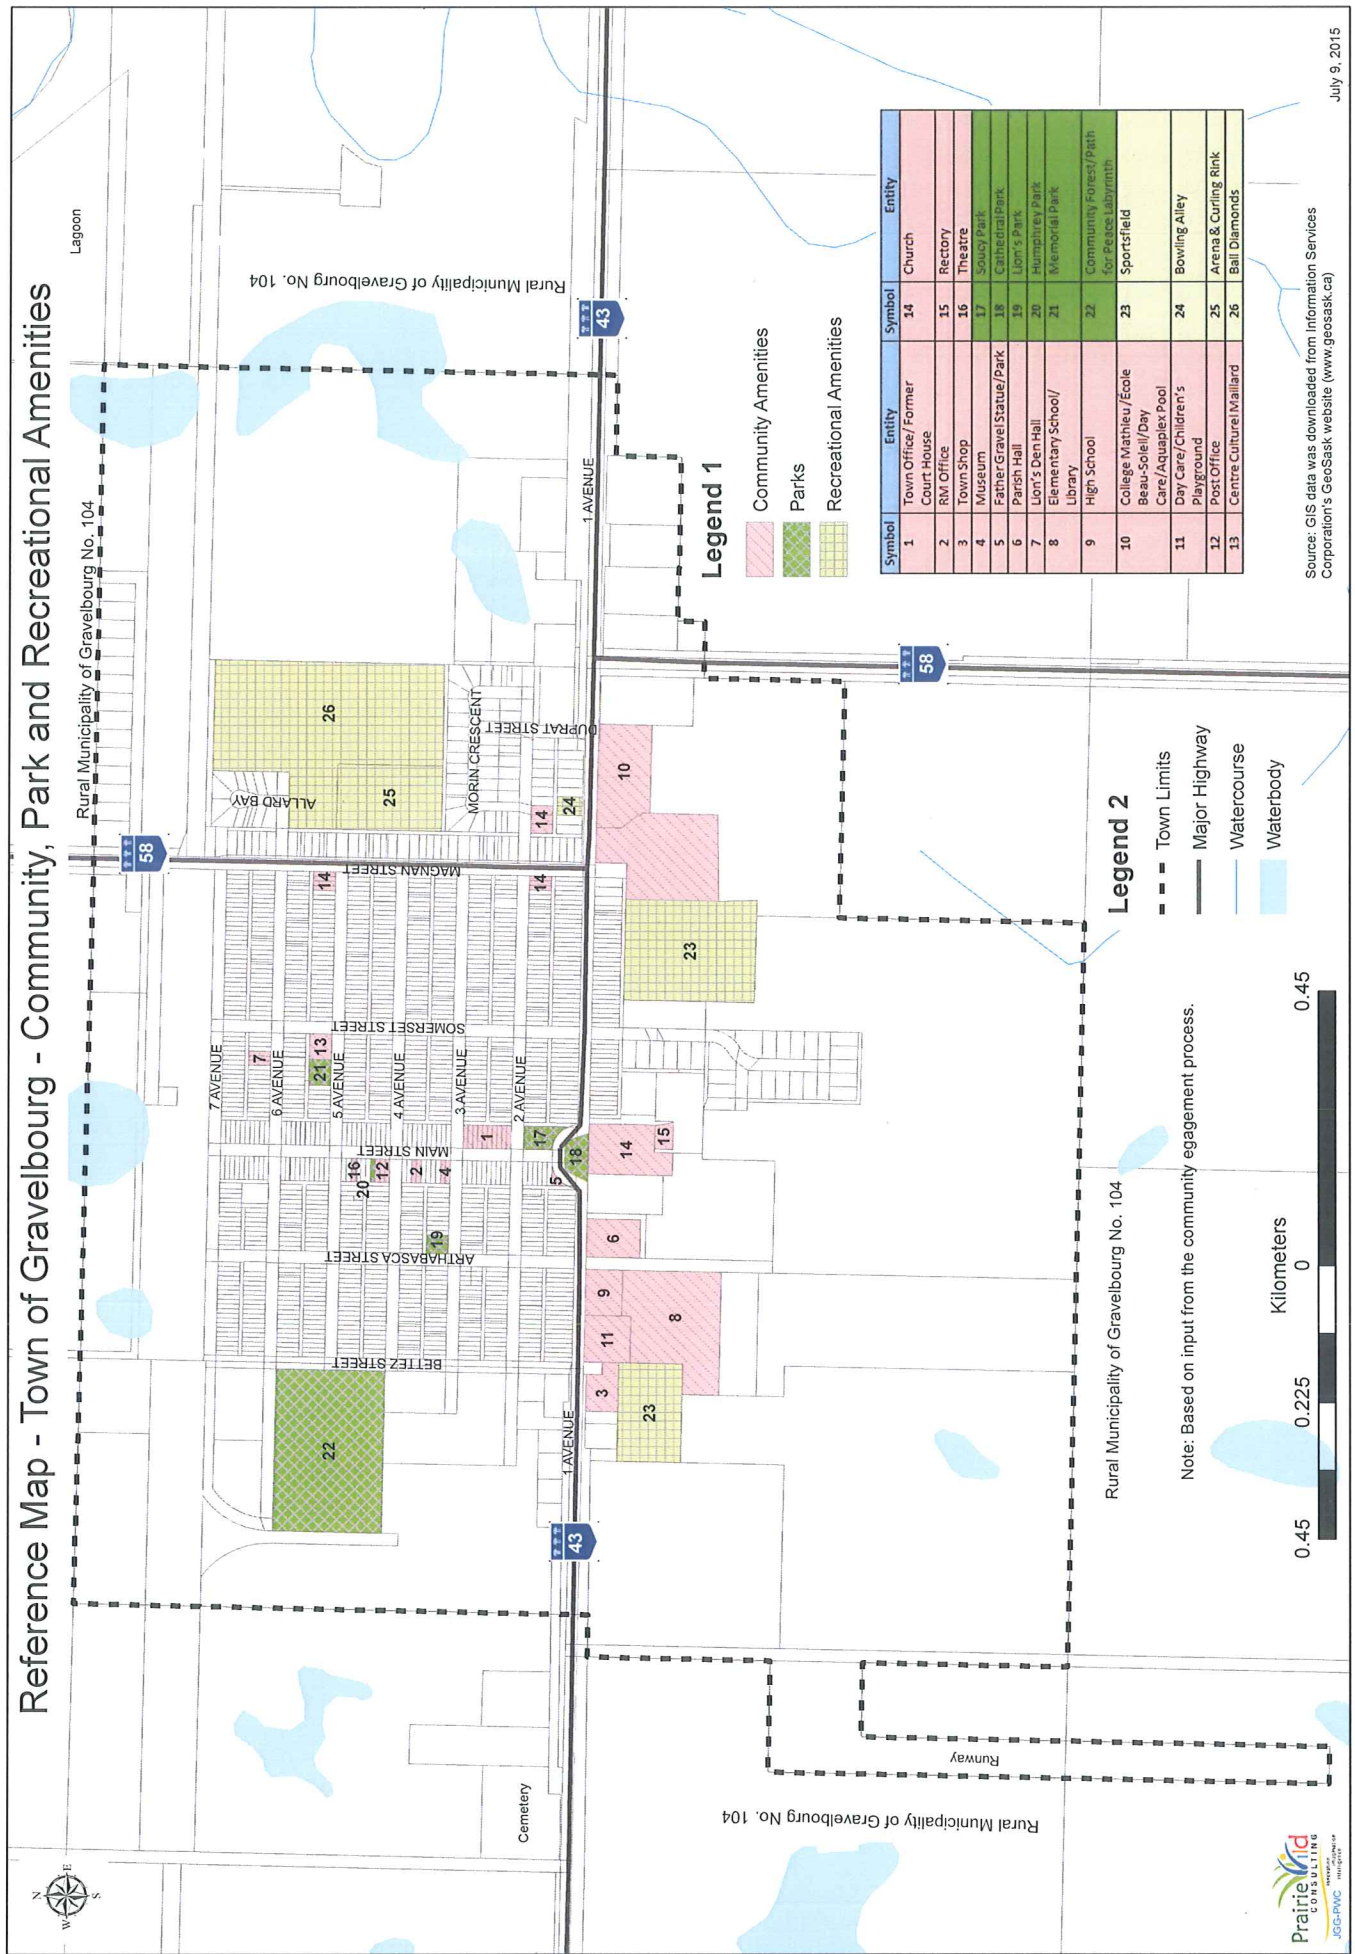 Reference Map - Town of Gravelbourg - Community, Park and Recreational Amenities
N
W
E
S
Lagoon
Rural Municipality of Gravelbourg No. 104
Rural Municipality of Gravelbourg No. 104
58
43
7 AVENUE
6 AVENUE
5 AVENUE
4 AVENUE
3 AVENUE
2 AVENUE
1 AVENUE
1 AVENUE
BETTEZ STREET
ARTHABASCA STREET
MAIN STREET
SOMERSET STREET
MAGNAN STREET
ALLARD BAY
MORIN CRESCENT
DUPRAT STREET
22
7
21
13
14
26
25
16
20
12
2
4
19
1
17
5
18
14
14
24
43
Cemetery
3
11
9
6
14
15
10
23
8
23
58
Runway
Rural Municipality of Gravelbourg No. 104
Rural Municipality of Gravelbourg No. 104
Note: Based on input from the community egagement process.
Kilometers
0.45
0.225
0
0.45
Legend 1
Community Amenities
Parks
Recreational Amenities
Legend 2
Town Limits
Major Highway
Watercourse
Waterbody
Symbol Entity Symbol Entity
1 Town Office/ Former Court House 14 Church
2 RM Office 15 Rectory
3 Town Shop 16 Theatre
4 Museum 17 Soucy Park
5 Father Gravel Statue/Park 18 Cathedral Park
6 Parish Hall 19 Lion's Park
7 Lion's Den Hall 20 Humphrey Park
8 Elementary School/ Library 21 Memorial Park
9 High School 22 Community Forest/Path for Peace Labyrinth
10 College Mathieu/École Beau-Soleil/Day Care/Aquaplex Pool 23 Sportsfield
11 Day Care/Children's Playground 24 Bowling Alley
12 Post Office 25 Arena & Curling Rink
13 Centre Culturel Maillard 26 Ball Diamonds
Source: GIS data was downloaded from Information Services
Corporation's GeoSask website (www.geosask.ca)
July 9, 2015
Prairie Wild
CONSULTING
JGG-PWC